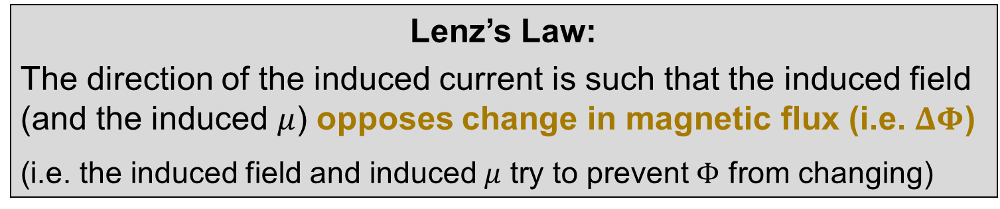 Lenz’s Law:
The direction of the induced current is such that the induced field
(and the induced 𝜇) opposes change in magnetic flux (i.e. ΔΦ)
(i.e. the induced field and induced 𝜇 try to prevent Φ from changing)